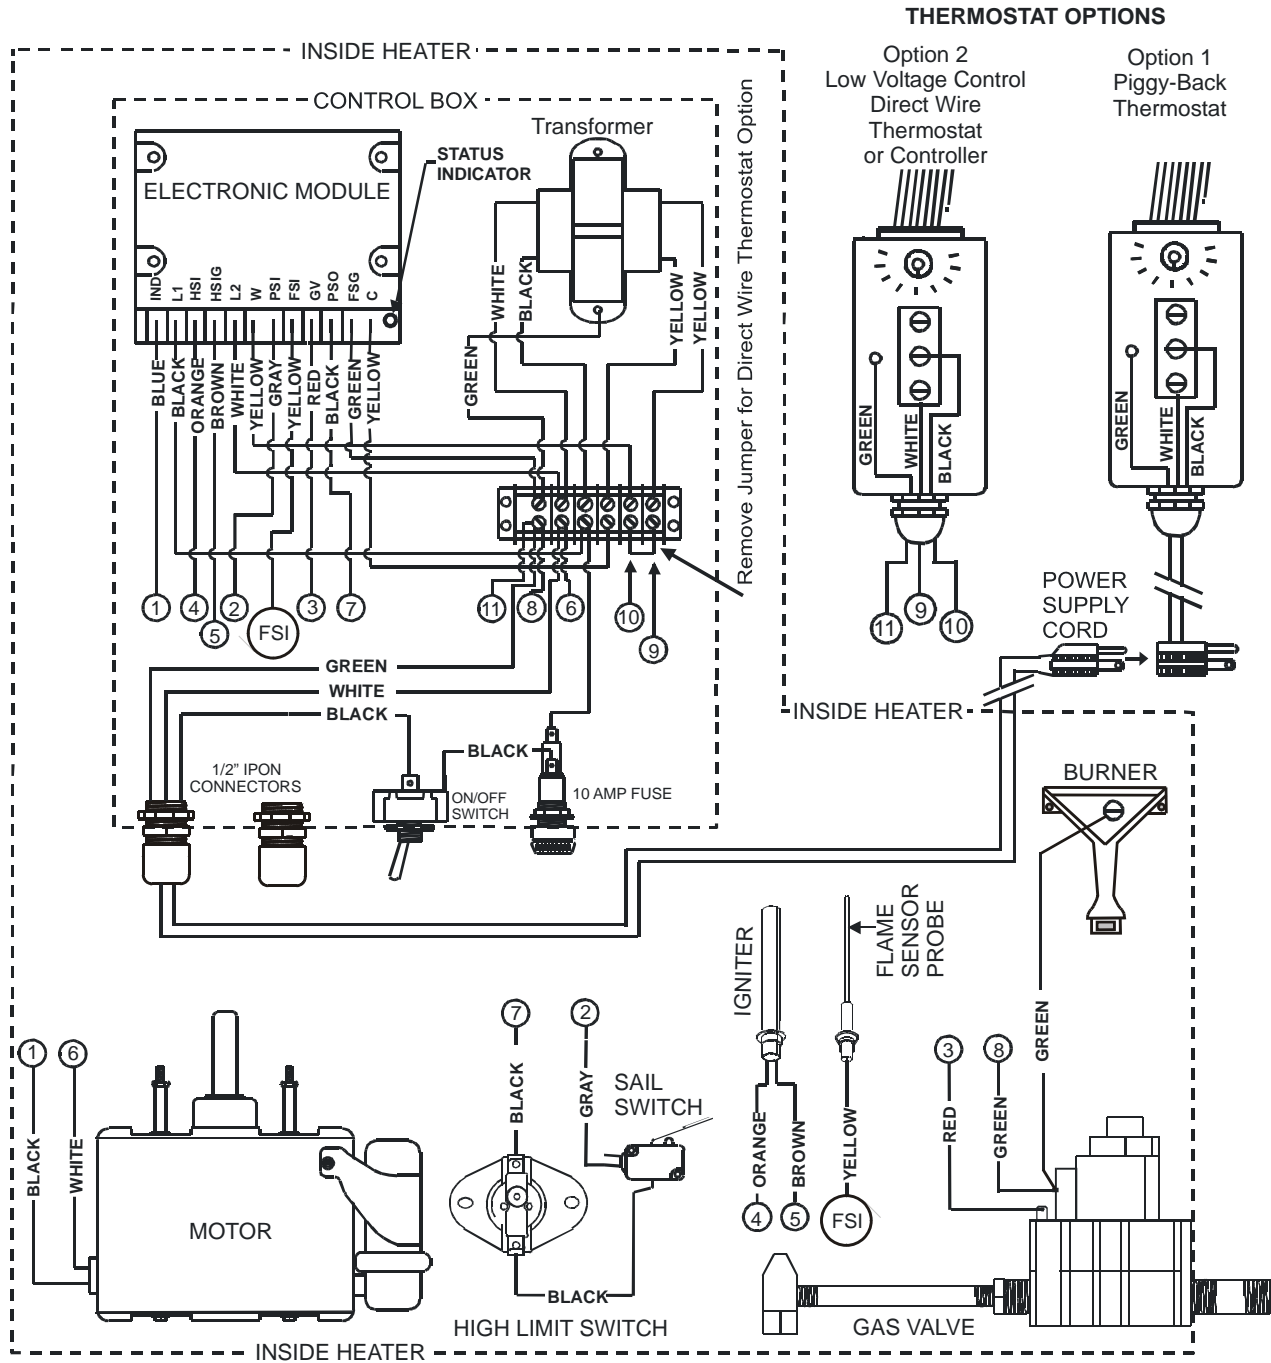 THERMOSTAT OPTIONS
INSIDE HEATER
Option 2
Low Voltage Control
Direct Wire
Thermostat
or Controller
Option 1
Piggy-Back
Thermostat
CONTROL BOX
Transformer
STATUS
INDICATOR
ELECTRONIC MODULE
Remove Jumper for Direct Wire Thermostat Option
IND
L1
HSI
HSIG
L2
W
PSI
FSI
GV
PSO
FSG
C
WHITE
BLACK
YELLOW
YELLOW
GREEN
BLUE
BLACK
ORANGE
BROWN
WHITE
YELLOW
GRAY
YELLOW
RED
BLACK
GREEN
YELLOW
GREEN
WHITE
BLACK
GREEN
WHITE
BLACK
1
4
5
2
FSI
3
7
11
8
6
10
9
11
9
10
POWER
SUPPLY
CORD
GREEN
WHITE
BLACK
INSIDE HEATER
BLACK
1/2" IPON
CONNECTORS
ON/OFF
SWITCH
10 AMP FUSE
BURNER
IGNITER
FLAME
SENSOR
PROBE
GREEN
1
6
7
2
3
8
BLACK
WHITE
BLACK
GRAY
SAIL
SWITCH
ORANGE
BROWN
YELLOW
RED
GREEN
4
5
FSI
MOTOR
BLACK
HIGH LIMIT SWITCH
GAS VALVE
INSIDE HEATER